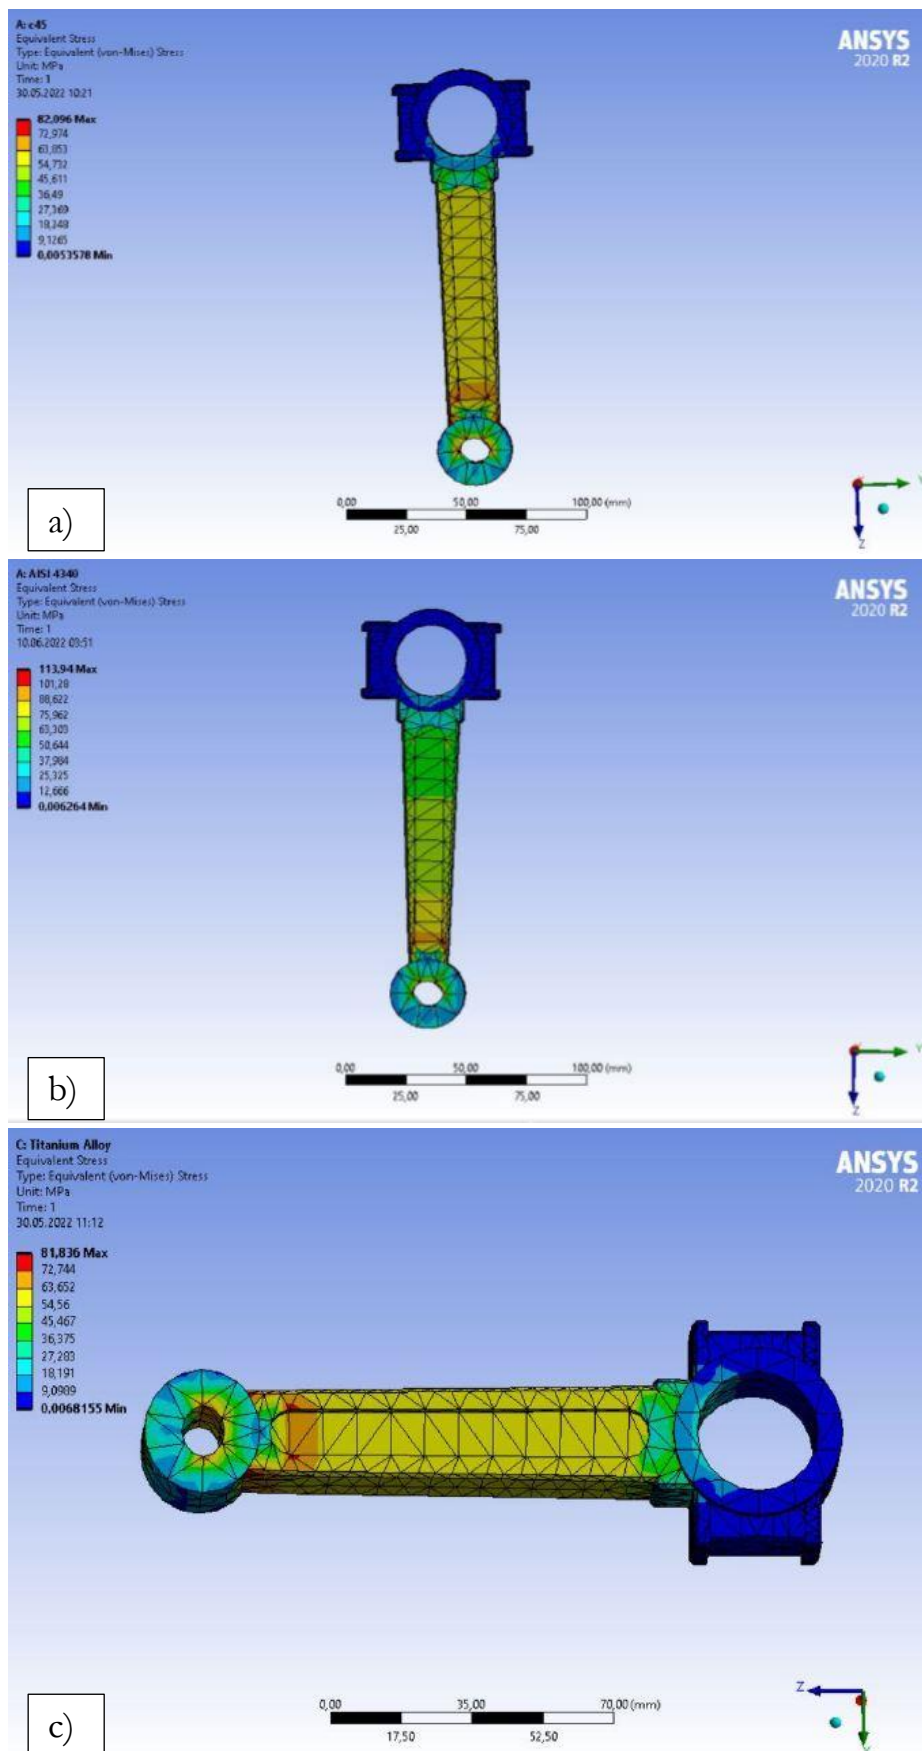 A: c45
Equivalent Stress
Type: Equivalent (von-Mises) Stress
Unit: MPa
Time: 1
30.05.2022 10:21
82,096 Max
72,974
63,853
54,732
45,611
36,49
27,369
18,248
9,1265
0,0053578 Min
ANSYS
2020 R2
0,00 50,00 100,00 (mm)
25,00 75,00
Y
Z
a)
A: AISI 4340
Equivalent Stress
Type: Equivalent (von-Mises) Stress
Unit: MPa
Time: 1
10.06.2022 03:51
113,94 Max
101,28
88,622
75,962
63,303
50,644
37,984
25,325
12,666
0,006264 Min
ANSYS
2020 R2
0,00 50,00 100,00 (mm)
25,00 75,00
Y
Z
b)
C: Titanium Alloy
Equivalent Stress
Type: Equivalent (von-Mises) Stress
Unit: MPa
Time: 1
30.05.2022 11:12
81,836 Max
72,744
63,652
54,56
45,467
36,375
27,283
18,191
9,0989
0,0068155 Min
ANSYS
2020 R2
0,00 35,00 70,00 (mm)
17,50 52,50
Z
c)